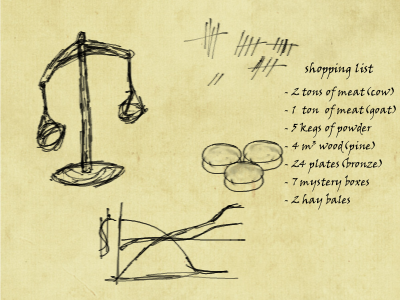 shopping list
- 2 tons of meat (cow)
- 1 ton of meat (goat)
- 5 kegs of powder
- 4 m³ wood (pine)
- 24 plates (bronze)
- 7 mystery boxes
- 2 hay bales